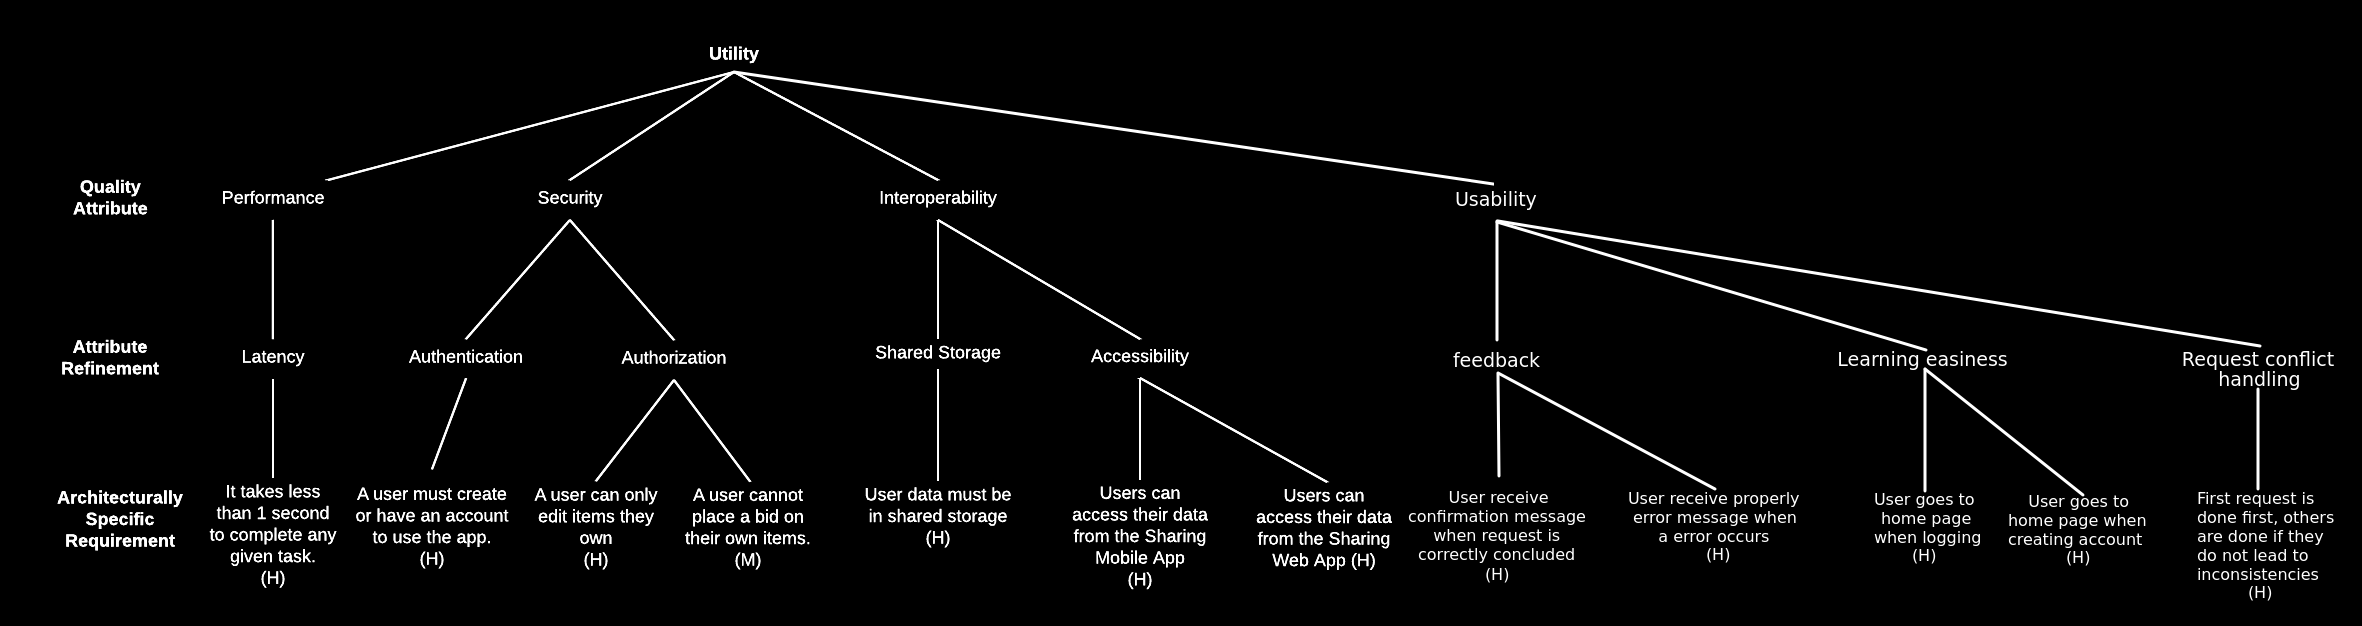 Utility
Quality
Attribute
Performance
Security
Interoperability
Usability
Attribute
Refinement
Latency
Authentication
Authorization
Shared Storage
Accessibility
feedback
Learning easiness
Request conflict
handling
Architecturally
Specific
Requirement
It takes less
than 1 second
to complete any
given task.
(H)
A user must create
or have an account
to use the app.
(H)
A user can only
edit items they
own
(H)
A user cannot
place a bid on
their own items.
(M)
User data must be
in shared storage
(H)
Users can
access their data
from the Sharing
Mobile App
(H)
Users can
access their data
from the Sharing
Web App (H)
User receive
confirmation message
when request is
correctly concluded
(H)
User receive properly
error message when
a error occurs
(H)
User goes to
home page
when logging
(H)
User goes to
home page when
creating account
(H)
First request is
done first, others
are done if they
do not lead to
inconsistencies
(H)